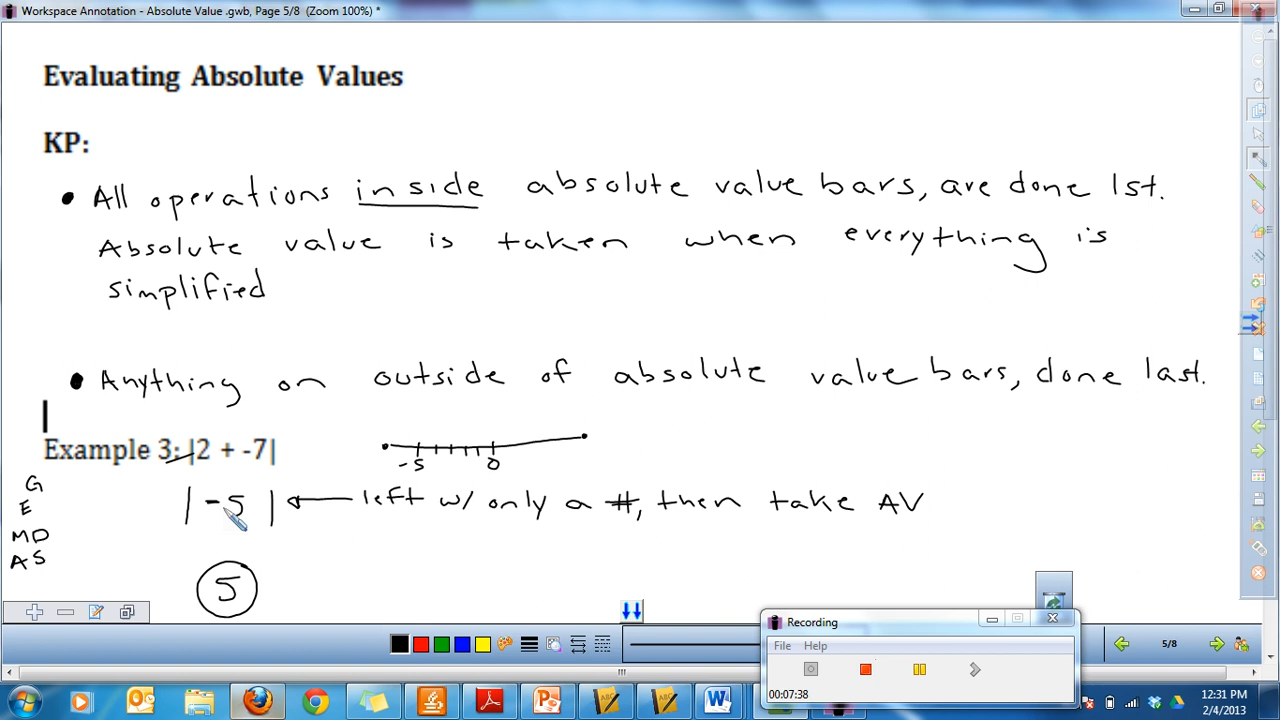 Workspace Annotation - Absolute Value .gwb, Page 5/8 (Zoom 100%) *
Evaluating Absolute Values
KP:
• All operations inside absolute value bars, are done 1st.
Absolute value is taken when everything is
simplified
• Anything on outside of absolute value bars, done last.
Example 3: |2 + -7|
-5 0
G
E
MD
AS
|-5| ← left w/ only a #, then take AV
5
Recording
File Help
00:07:38
5/8
12:31 PM
2/4/2013